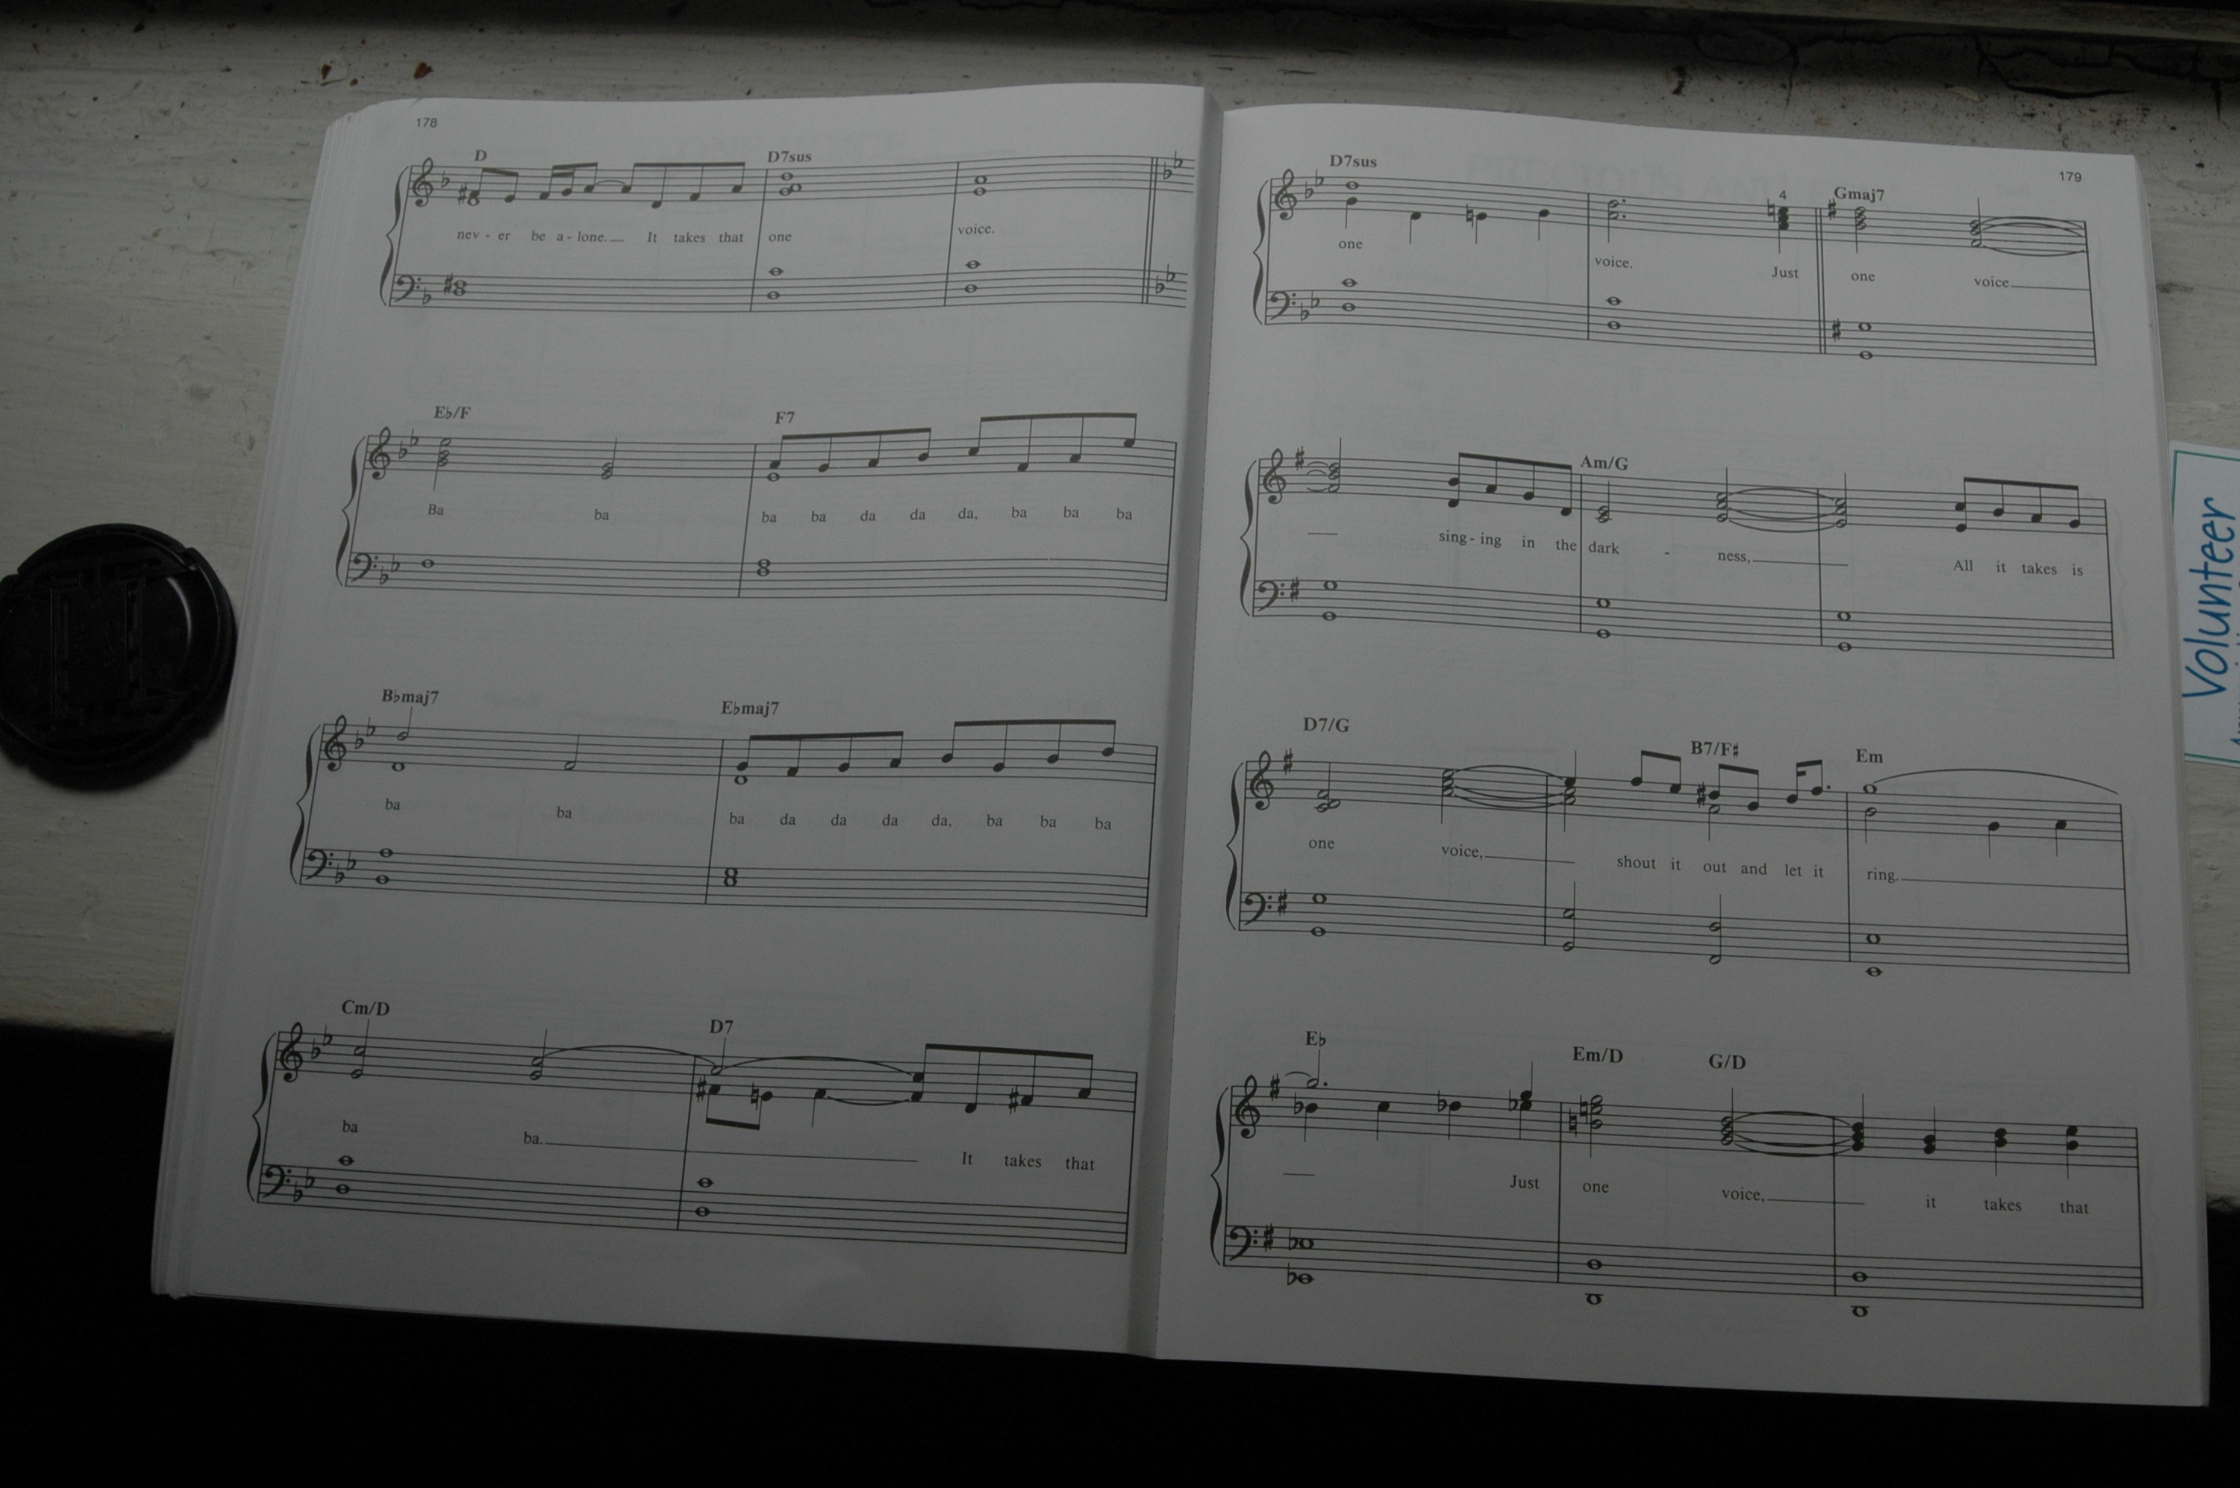 178
D D7sus
nev - er be a - lone. It takes that one voice.
E♭/F F7
Ba ba ba ba da da da, ba ba ba
B♭maj7 E♭maj7
ba ba ba da da da da, ba ba ba
Cm/D D7
ba ba. It takes that
179
D7sus 4 Gmaj7
one voice. Just one voice
Am/G
sing - ing in the dark - ness, All it takes is
D7/G B7/F♯ Em
one voice, shout it out and let it ring.
E♭ Em/D G/D
Just one voice, it takes that
Volunteer